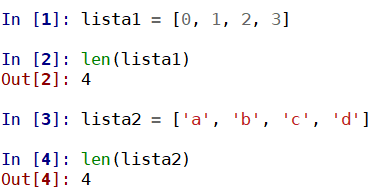 In [1]: lista1 = [0, 1, 2, 3]
In [2]: len(lista1)
Out[2]: 4
In [3]: lista2 = ['a', 'b', 'c', 'd']
In [4]: len(lista2)
Out[4]: 4